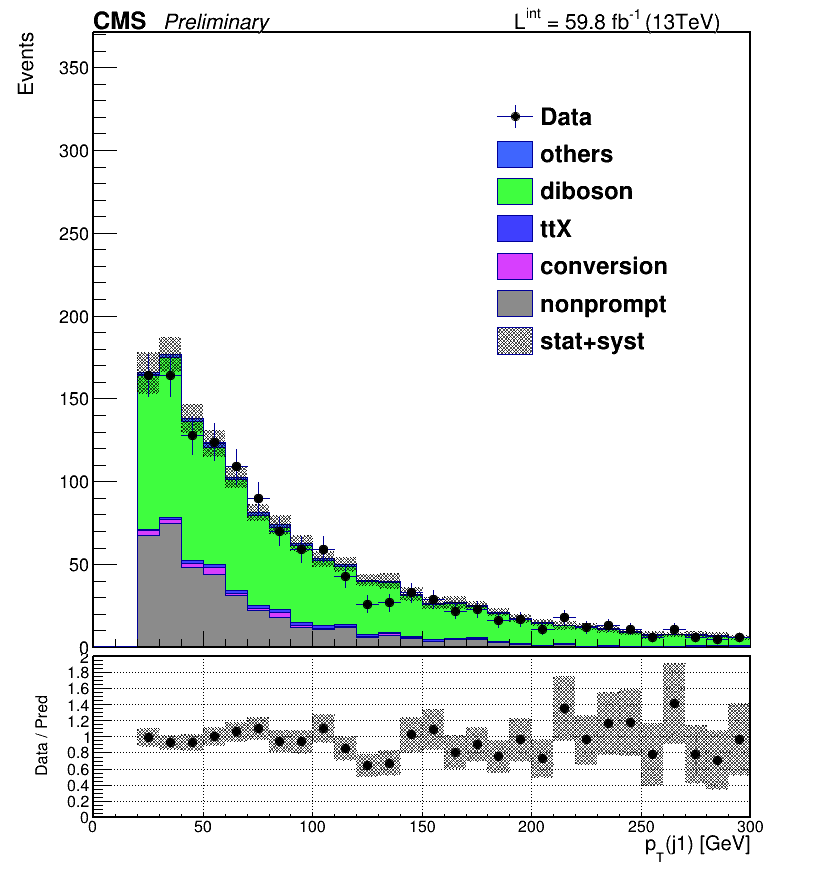 CMS Preliminary L^int = 59.8 fb^-1 (13TeV)
Events
350
300
250
200
150
100
50
0
Data
others
diboson
ttX
conversion
nonprompt
stat+syst
Data / Pred
2
1.8
1.6
1.4
1.2
1
0.8
0.6
0.4
0.2
0
0 50 100 150 200 250 300
p_T(j1) [GeV]